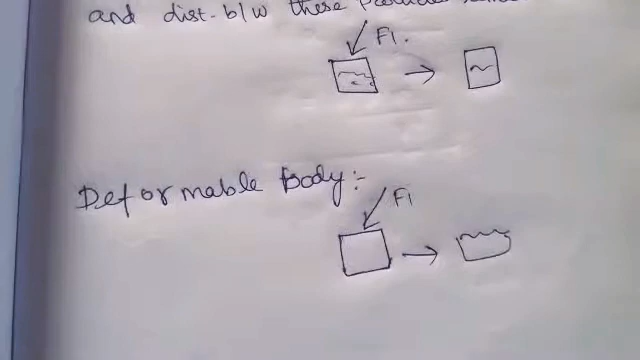 and dist. b/w these
F1.
Deformable Body:-
F1